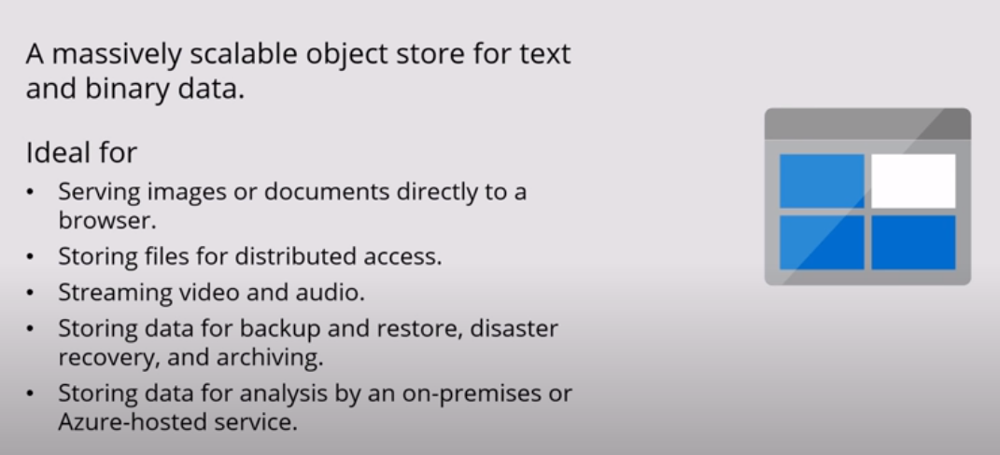 A massively scalable object store for text
and binary data.
Ideal for
• Serving images or documents directly to a
browser.
• Storing files for distributed access.
• Streaming video and audio.
• Storing data for backup and restore, disaster
recovery, and archiving.
• Storing data for analysis by an on-premises or
Azure-hosted service.